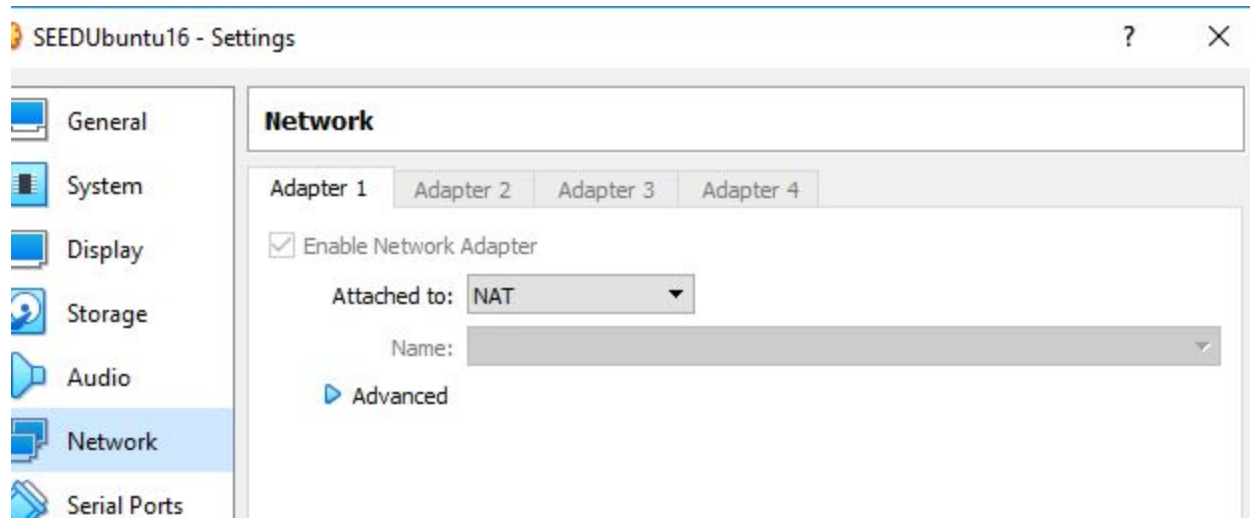 SEEDUbuntu16 - Settings ? ×
General
System
Display
Storage
Audio
Network
Serial Ports
Network
Adapter 1 Adapter 2 Adapter 3 Adapter 4
Enable Network Adapter
Attached to: NAT
Name:
Advanced